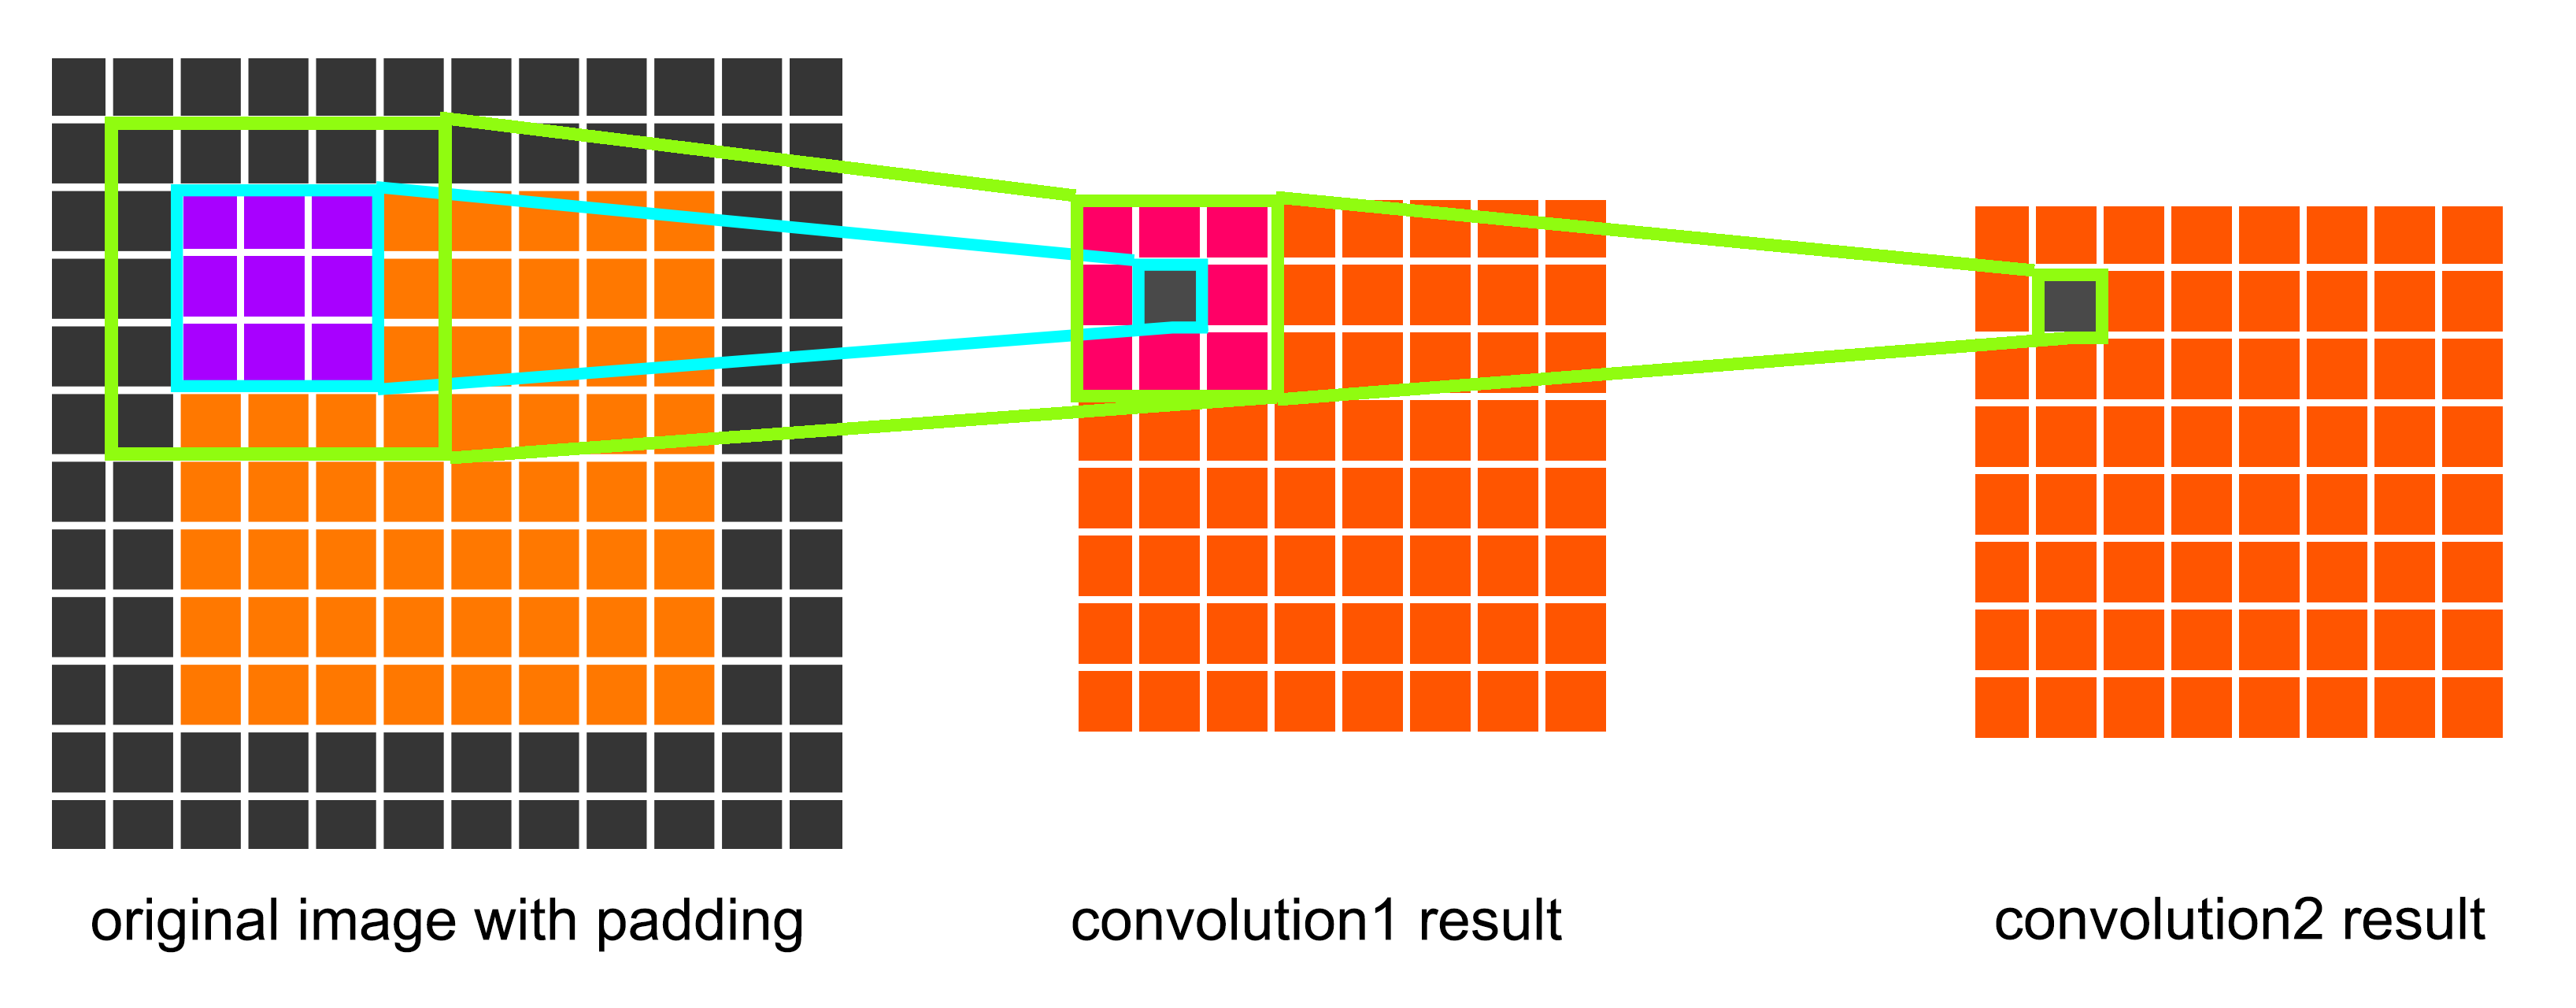 original image with padding
convolution1 result
convolution2 result